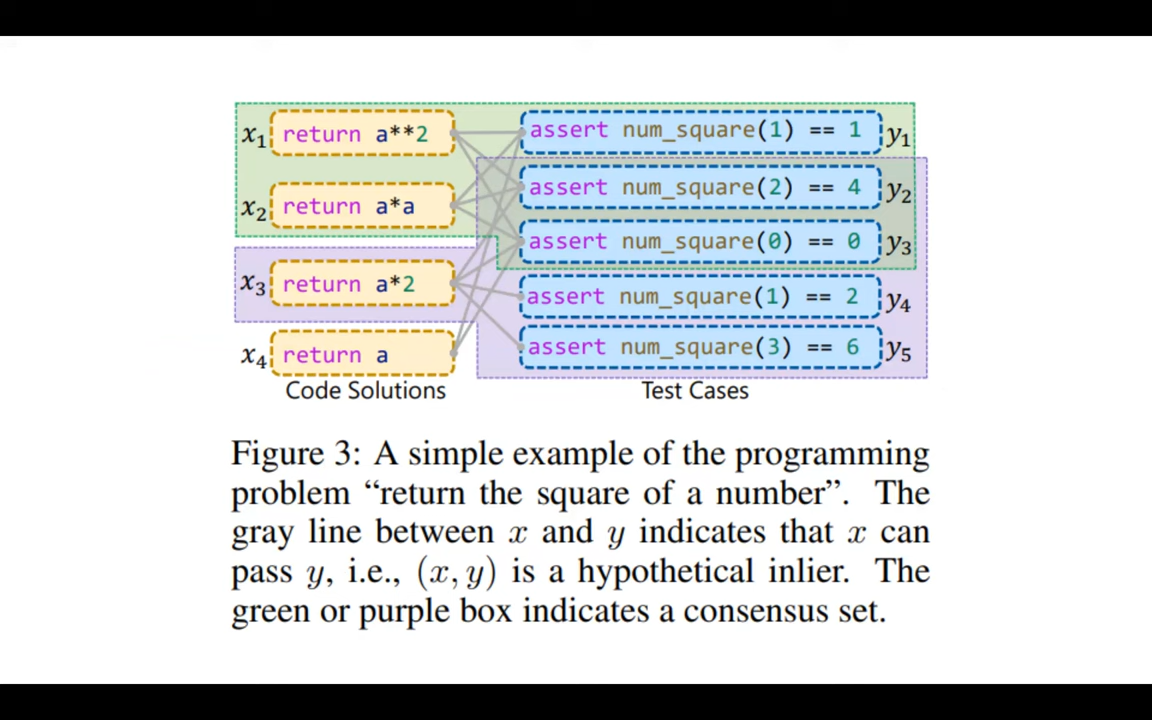 x1 return a**2 assert num_square(1) == 1 y1
x2 return a*a assert num_square(2) == 4 y2
assert num_square(0) == 0 y3
x3 return a*2 assert num_square(1) == 2 y4
x4 return a assert num_square(3) == 6 y5
Code Solutions Test Cases
Figure 3: A simple example of the programming
problem “return the square of a number”. The
gray line between x and y indicates that x can
pass y, i.e., (x, y) is a hypothetical inlier. The
green or purple box indicates a consensus set.